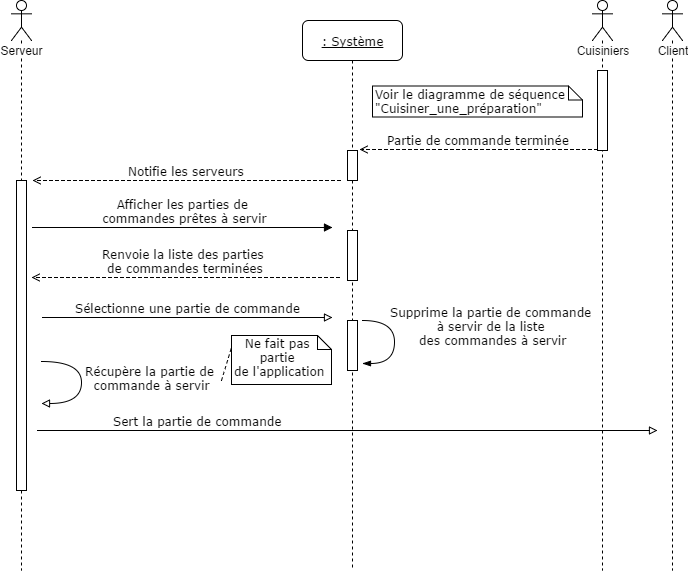 Serveur
: Système
Cuisiniers
Client
Voir le diagramme de séquence
"Cuisiner_une_préparation"
Partie de commande terminée
Notifie les serveurs
Afficher les parties de
commandes prêtes à servir
Renvoie la liste des parties
de commandes terminées
Sélectionne une partie de commande
Supprime la partie de commande
à servir de la liste
des commandes à servir
Ne fait pas
partie
de l'application
Récupère la partie de
commande à servir
Sert la partie de commande